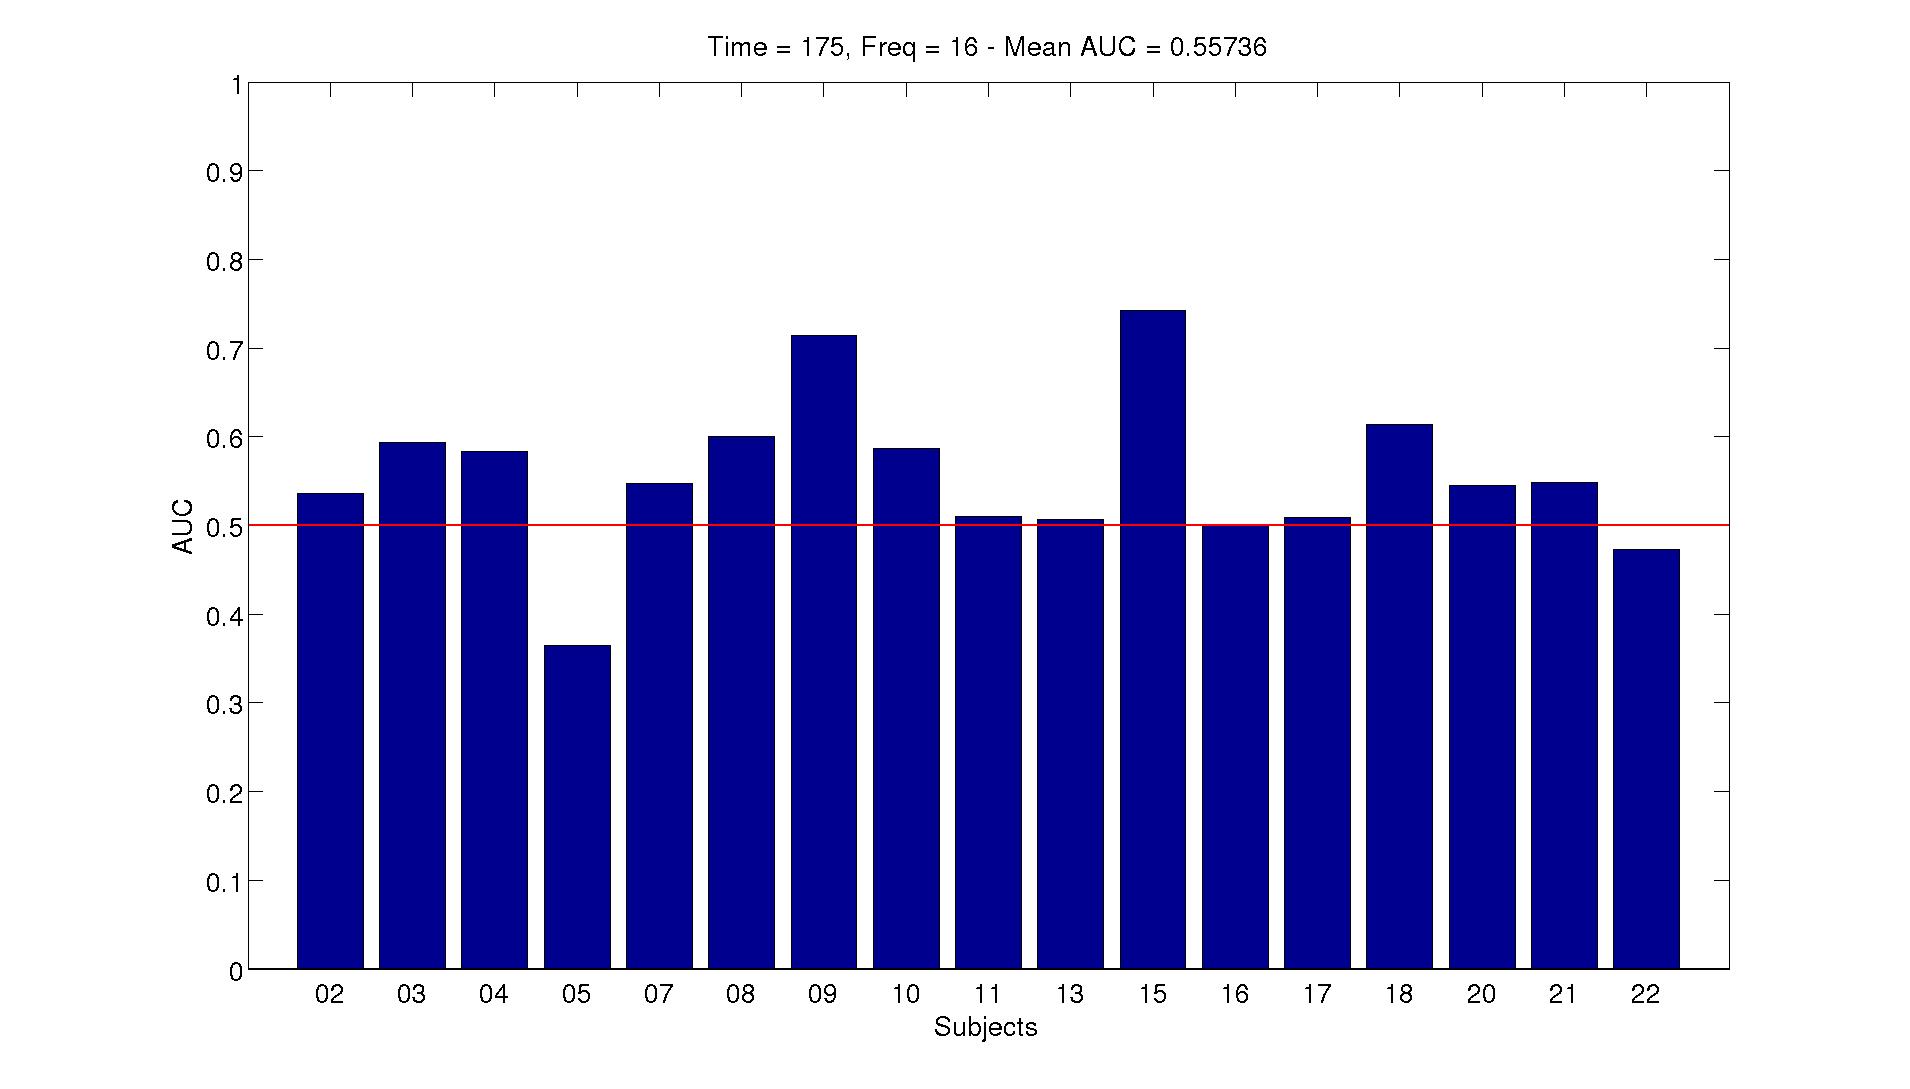 Time = 175, Freq = 16 - Mean AUC = 0.55736
1
0.9
0.8
0.7
0.6
0.5
0.4
0.3
0.2
0.1
0
AUC
02 03 04 05 07 08 09 10 11 13 15 16 17 18 20 21 22
Subjects